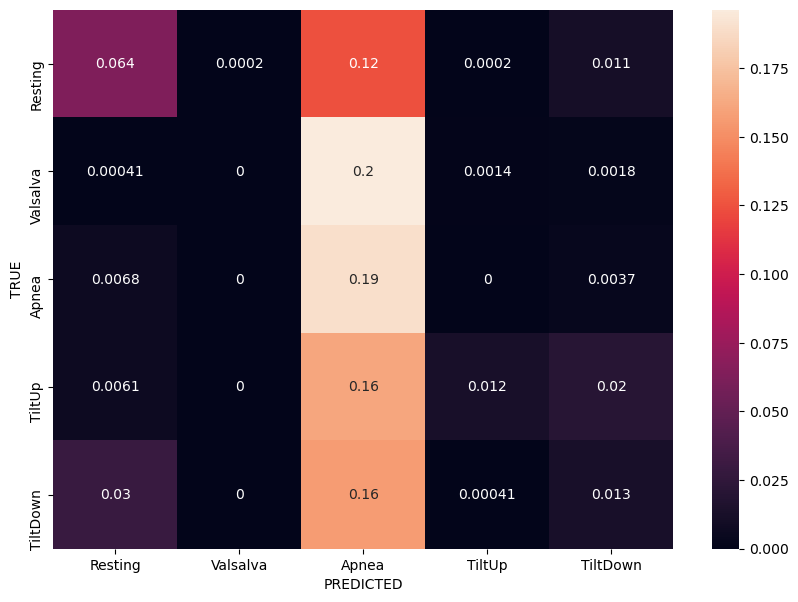 Resting 0.064 0.0002 0.12 0.0002 0.011
Valsalva 0.00041 0 0.2 0.0014 0.0018
Apnea 0.0068 0 0.19 0 0.0037
TiltUp 0.0061 0 0.16 0.012 0.02
TiltDown 0.03 0 0.16 0.00041 0.013
TRUE
Resting Valsalva Apnea TiltUp TiltDown
PREDICTED
0.175
0.150
0.125
0.100
0.075
0.050
0.025
0.000